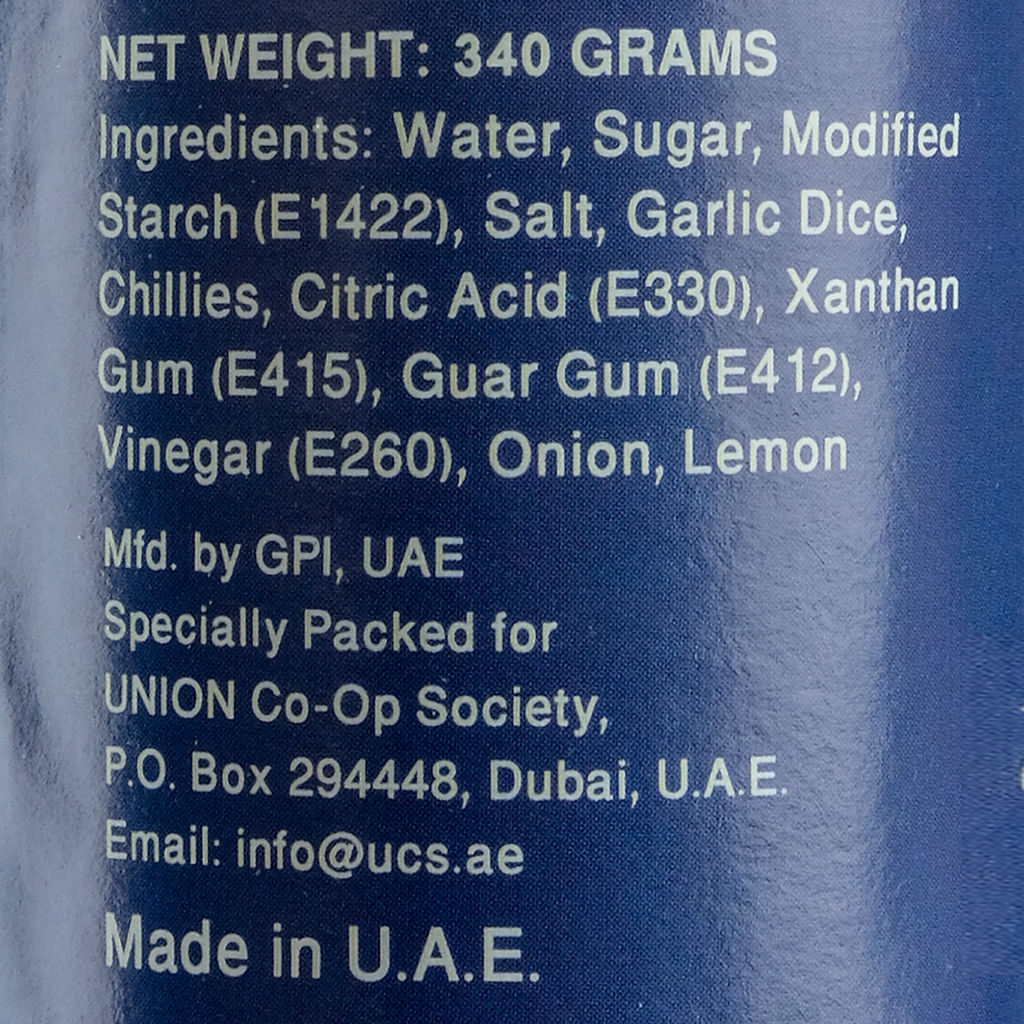 NET WEIGHT: 340 GRAMS
Ingredients: Water, Sugar, Modified
Starch (E1422), Salt, Garlic Dice,
Chillies, Citric Acid (E330), Xanthan
Gum (E415), Guar Gum (E412),
Vinegar (E260), Onion, Lemon
Mfd. by GPI, UAE
Specially Packed for
UNION Co-Op Society,
P.O. Box 294448, Dubai, U.A.E.
Email: info@ucs.ae
Made in U.A.E.